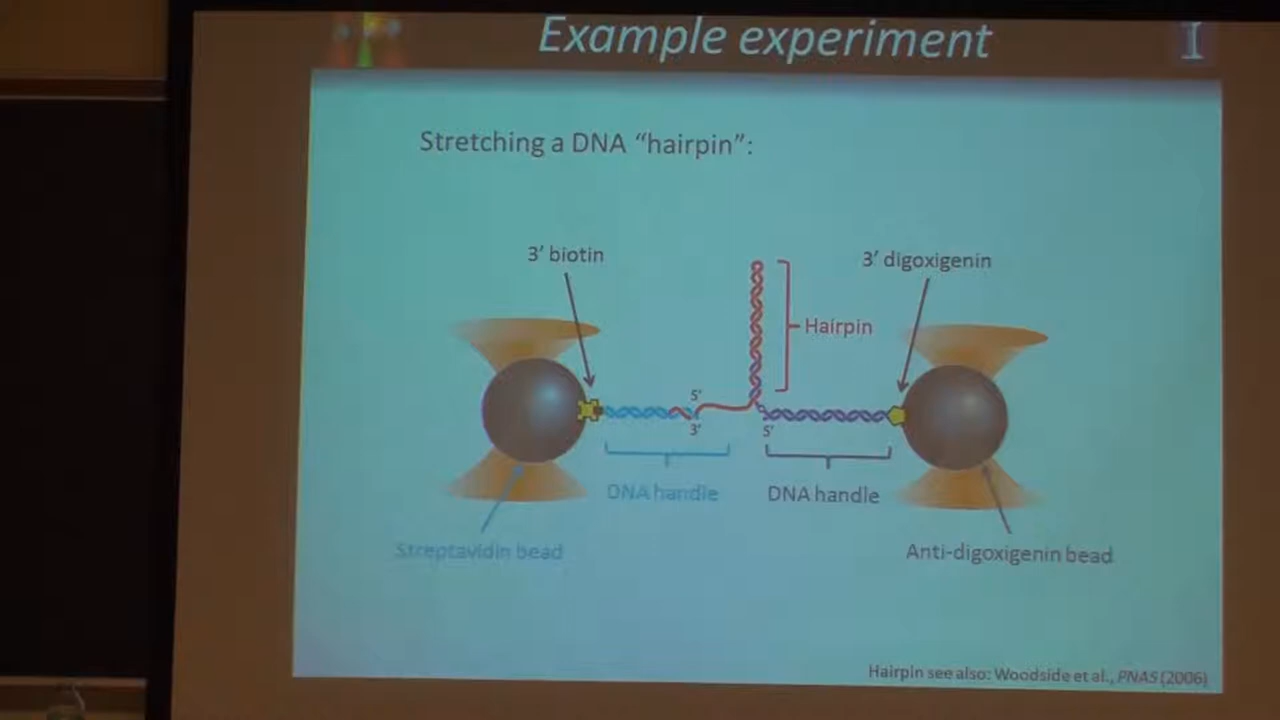 Example experiment
I
Stretching a DNA “hairpin”:
3’ biotin
3’ digoxigenin
Hairpin
5’
3’
5’
DNA handle
DNA handle
Streptavidin bead
Anti-digoxigenin bead
Hairpin see also: Woodside et al., PNAS (2006)